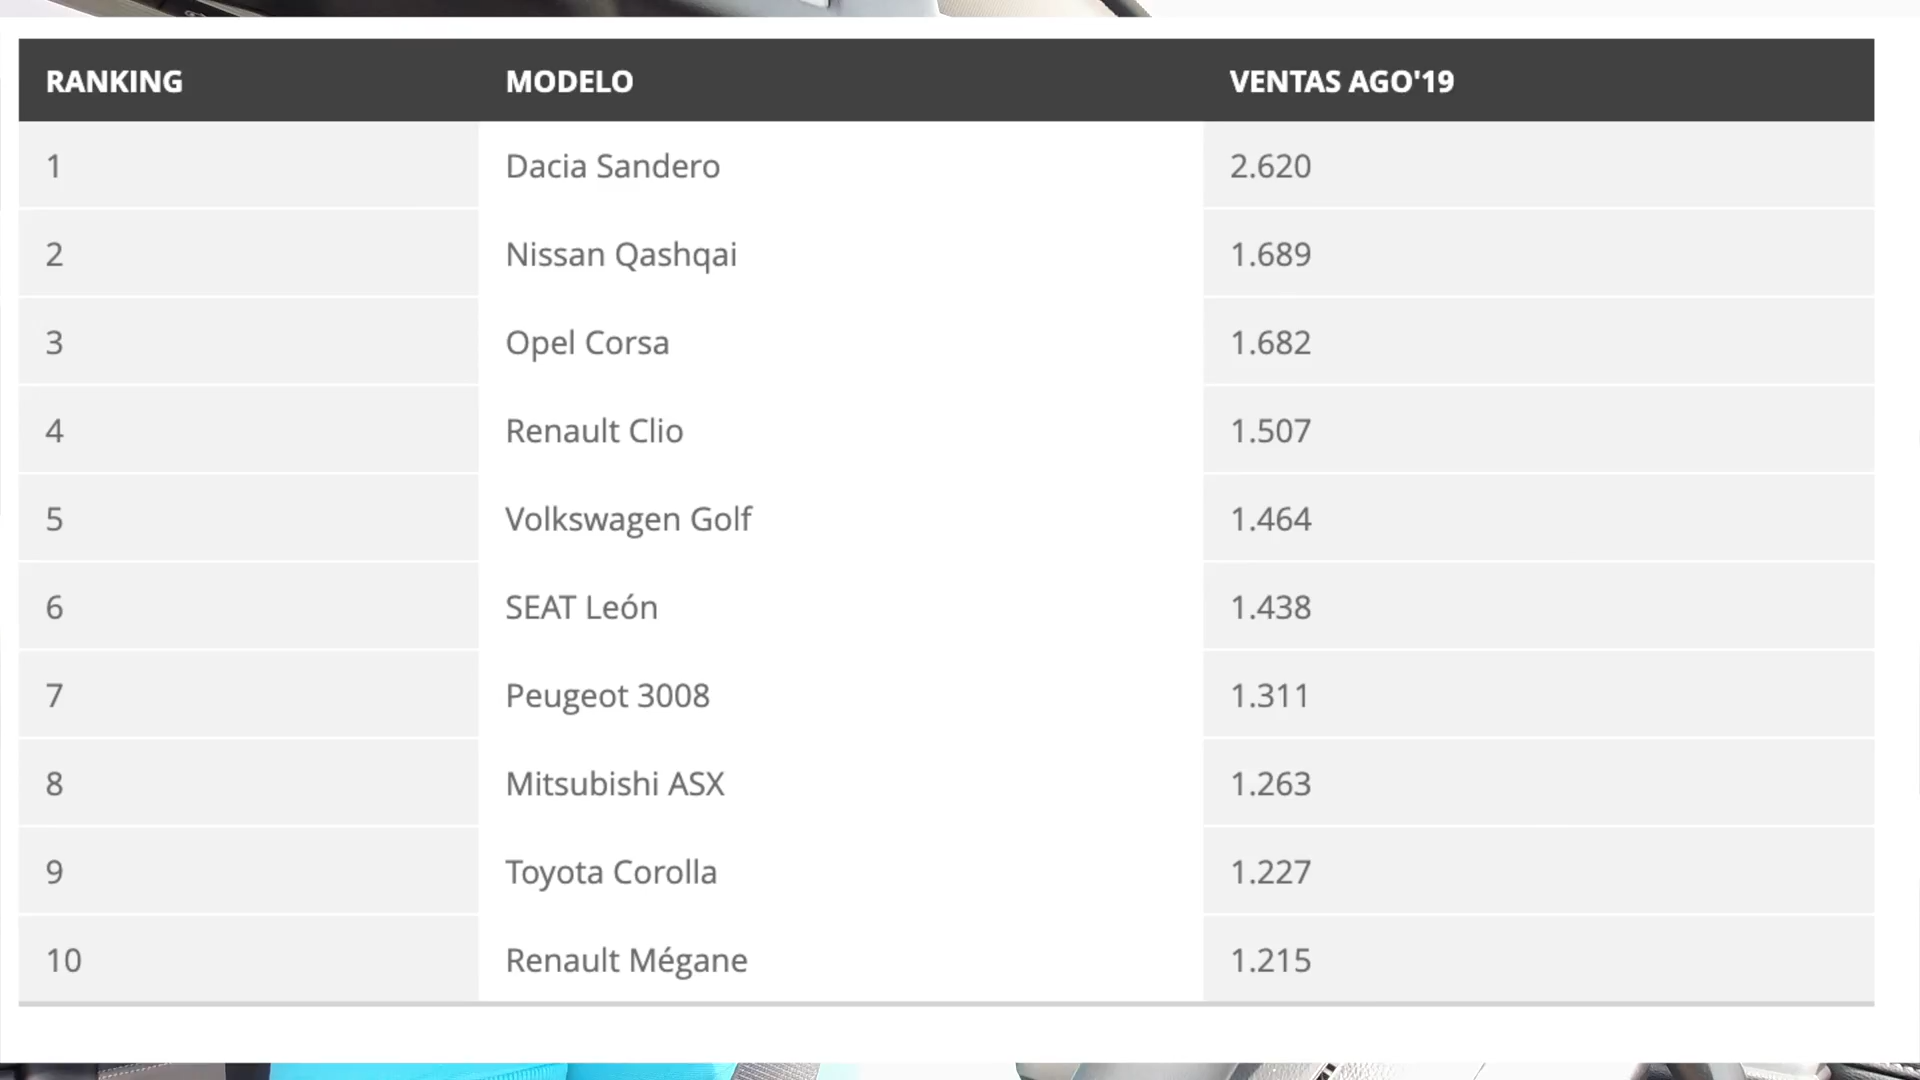 RANKING MODELO VENTAS AGO'19
1 Dacia Sandero 2.620
2 Nissan Qashqai 1.689
3 Opel Corsa 1.682
4 Renault Clio 1.507
5 Volkswagen Golf 1.464
6 SEAT León 1.438
7 Peugeot 3008 1.311
8 Mitsubishi ASX 1.263
9 Toyota Corolla 1.227
10 Renault Mégane 1.215